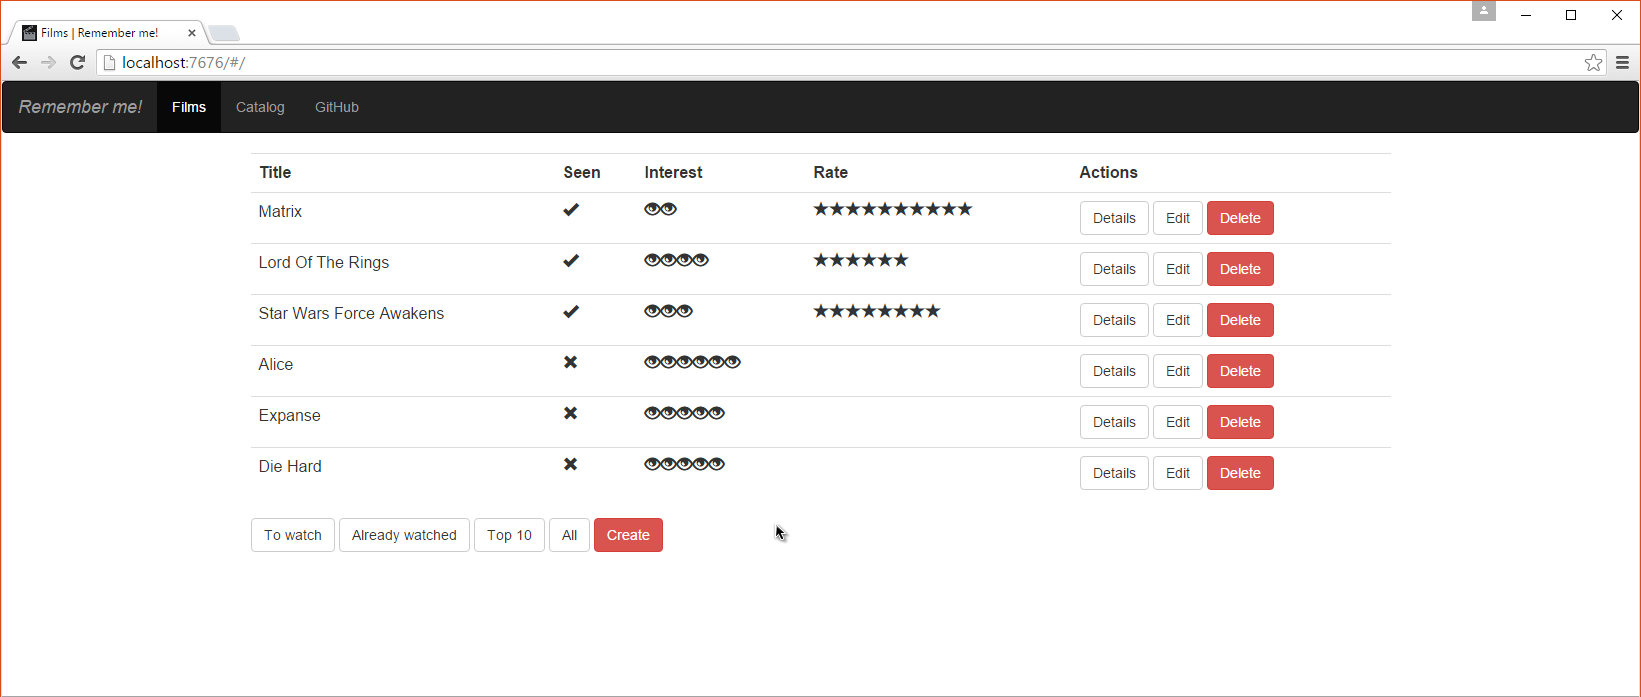 Films | Remember me!
localhost:7676/#/
Remember me! Films Catalog GitHub
Title Seen Interest Rate Actions
Matrix Details Edit Delete
Lord Of The Rings Details Edit Delete
Star Wars Force Awakens Details Edit Delete
Alice Details Edit Delete
Expanse Details Edit Delete
Die Hard Details Edit Delete
To watch Already watched Top 10 All Create